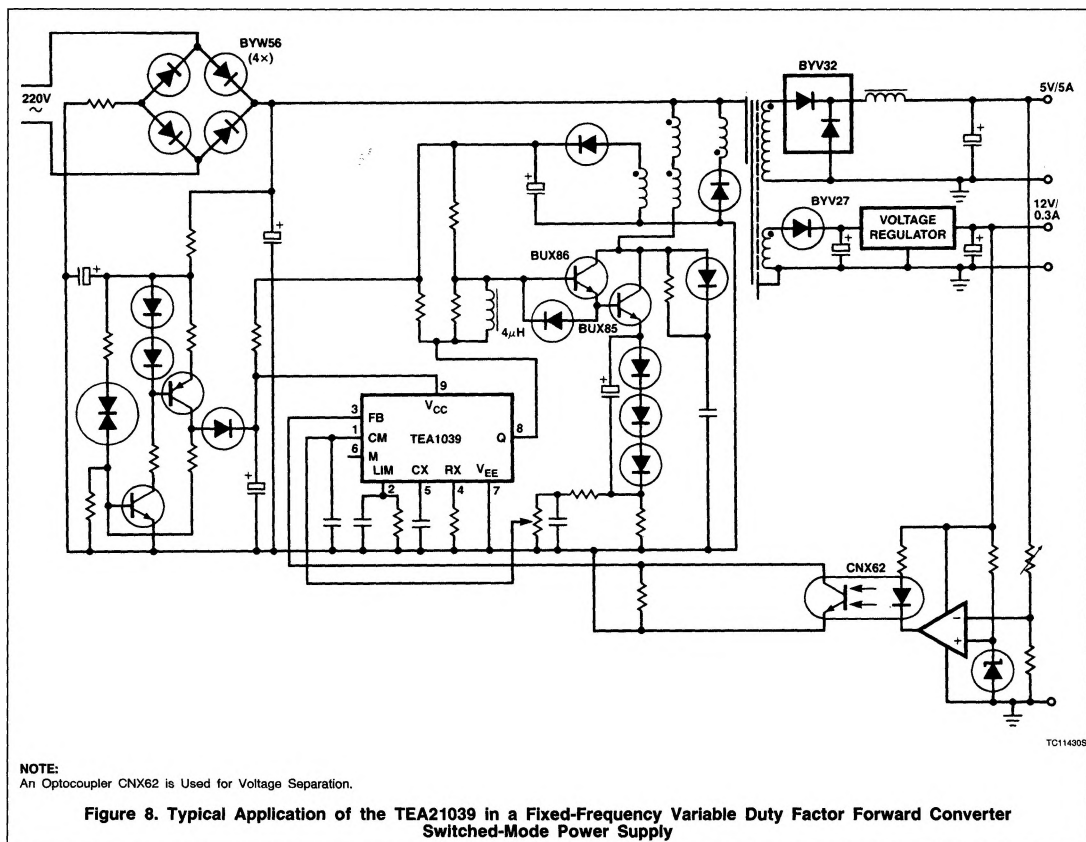 BYW56
(4×)
220V
~
BYV32
5V/5A
+
BYV27
VOLTAGE
REGULATOR
12V/
0.3A
+
+
+
+
+
BUX86
BUX85
4μH
+
+
9
VCC
3
FB
1
CM
TEA1039
Q
8
6
M
LIM
CX
RX
VEE
2
5
4
7
CNX62
−
+
TC11430S
NOTE:
An Optocoupler CNX62 is Used for Voltage Separation.
Figure 8. Typical Application of the TEA21039 in a Fixed-Frequency Variable Duty Factor Forward Converter
Switched-Mode Power Supply